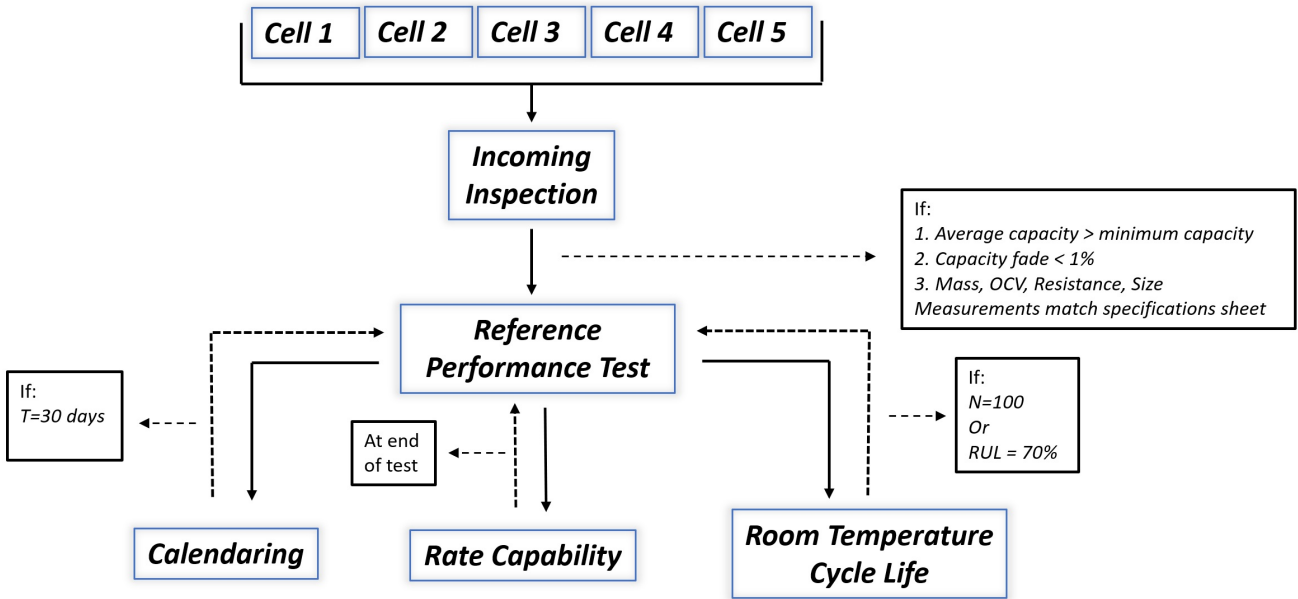 Cell 1 Cell 2 Cell 3 Cell 4 Cell 5
Incoming
Inspection
If:
1. Average capacity > minimum capacity
2. Capacity fade < 1%
3. Mass, OCV, Resistance, Size
Measurements match specifications sheet
Reference
Performance Test
If:
T=30 days
At end
of test
If:
N=100
Or
RUL = 70%
Calendaring
Rate Capability
Room Temperature
Cycle Life